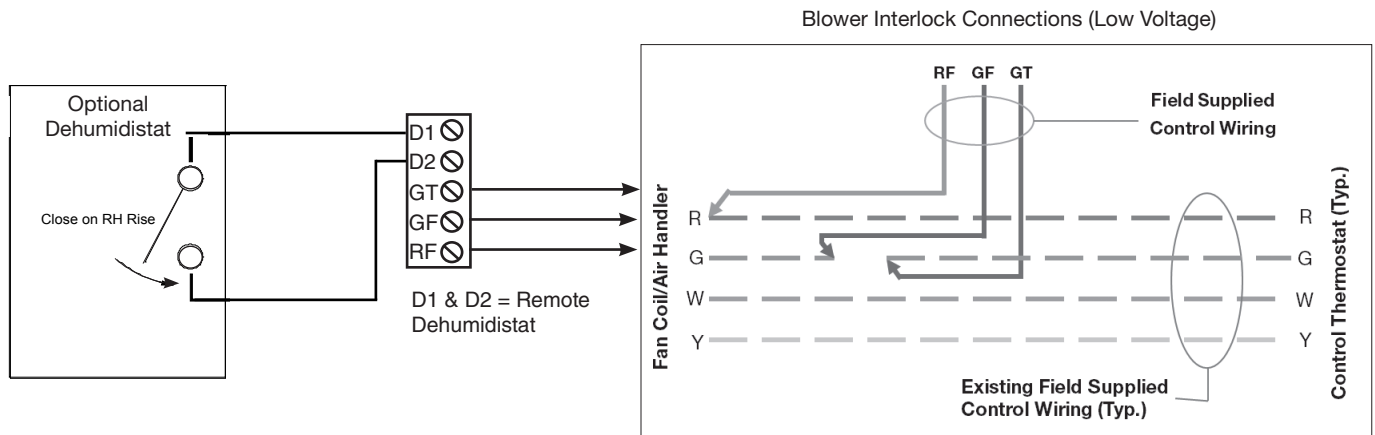 Blower Interlock Connections (Low Voltage)
Optional
Dehumidistat
Close on RH Rise
D1
D2
GT
GF
RF
D1 & D2 = Remote
Dehumidistat
RF GF GT
Field Supplied
Control Wiring
Fan Coil/Air Handler
R
G
W
Y
R
G
W
Y
Control Thermostat (Typ.)
Existing Field Supplied
Control Wiring (Typ.)